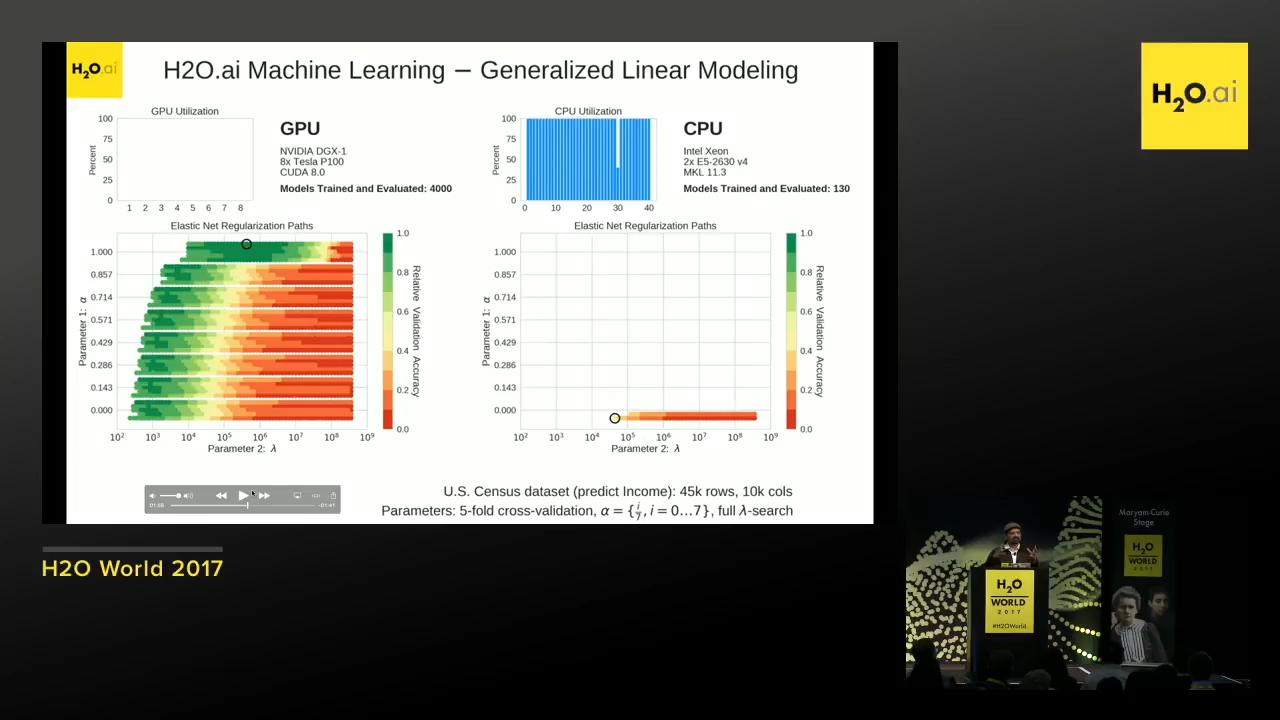 H2O.ai
H2O.ai Machine Learning − Generalized Linear Modeling
GPU Utilization
100
75
50
25
0
Percent
1 2 3 4 5 6 7 8
GPU
NVIDIA DGX-1
8x Tesla P100
CUDA 8.0
Models Trained and Evaluated: 4000
CPU Utilization
100
75
50
25
0
Percent
0 10 20 30 40
CPU
Intel Xeon
2x E5-2630 v4
MKL 11.3
Models Trained and Evaluated: 130
Elastic Net Regularization Paths
1.000
0.857
0.714
0.571
0.429
0.286
0.143
0.000
Parameter 1: α
10² 10³ 10⁴ 10⁵ 10⁶ 10⁷ 10⁸ 10⁹
Parameter 2: λ
1.0
0.8
0.6
0.4
0.2
0.0
Relative Validation Accuracy
Elastic Net Regularization Paths
1.000
0.857
0.714
0.571
0.429
0.286
0.143
0.000
Parameter 1: α
10² 10³ 10⁴ 10⁵ 10⁶ 10⁷ 10⁸ 10⁹
Parameter 2: λ
1.0
0.8
0.6
0.4
0.2
0.0
Relative Validation Accuracy
01:58
-01:41
U.S. Census dataset (predict Income): 45k rows, 10k cols
Parameters: 5-fold cross-validation, α = {i/7, i = 0…7}, full λ-search
H2O.ai
H2O World 2017
H2O
WORLD
2017
#H2OWorld
Maryam-Curie
Stage
H2O
WORLD
2017